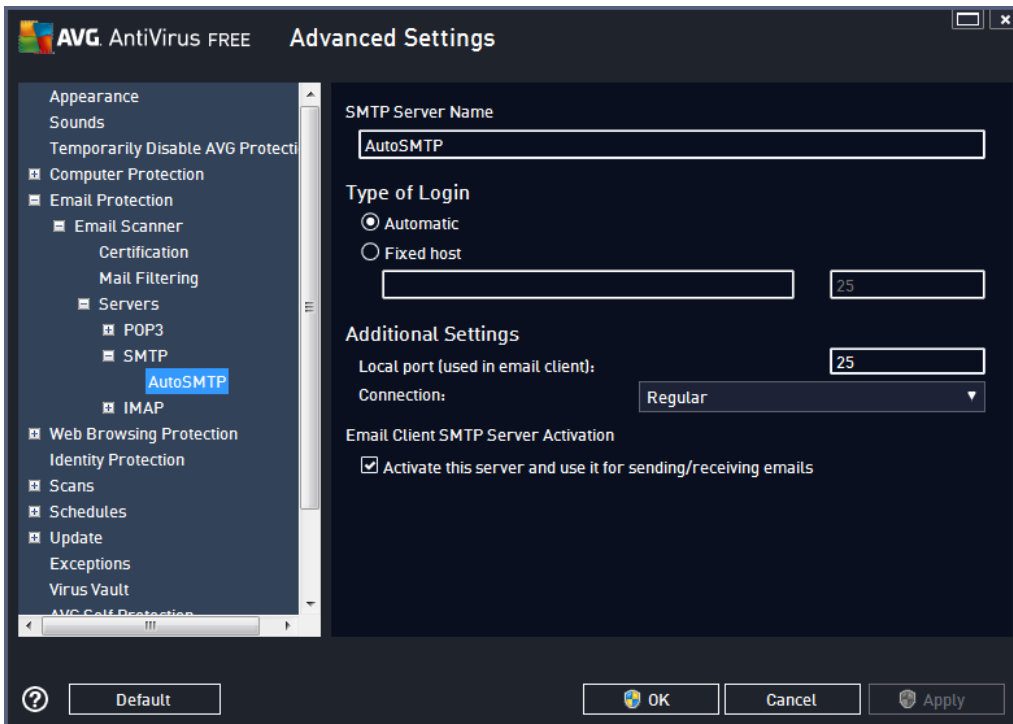 AVG AntiVirus FREE Advanced Settings
Appearance
Sounds
Temporarily Disable AVG Protecti
Computer Protection
Email Protection
Email Scanner
Certification
Mail Filtering
Servers
POP3
SMTP
AutoSMTP
IMAP
Web Browsing Protection
Identity Protection
Scans
Schedules
Update
Exceptions
Virus Vault
AVG Self Protection
SMTP Server Name
AutoSMTP
Type of Login
Automatic
Fixed host
25
Additional Settings
Local port (used in email client):
25
Connection:
Regular
Email Client SMTP Server Activation
Activate this server and use it for sending/receiving emails
?
Default
OK
Cancel
Apply